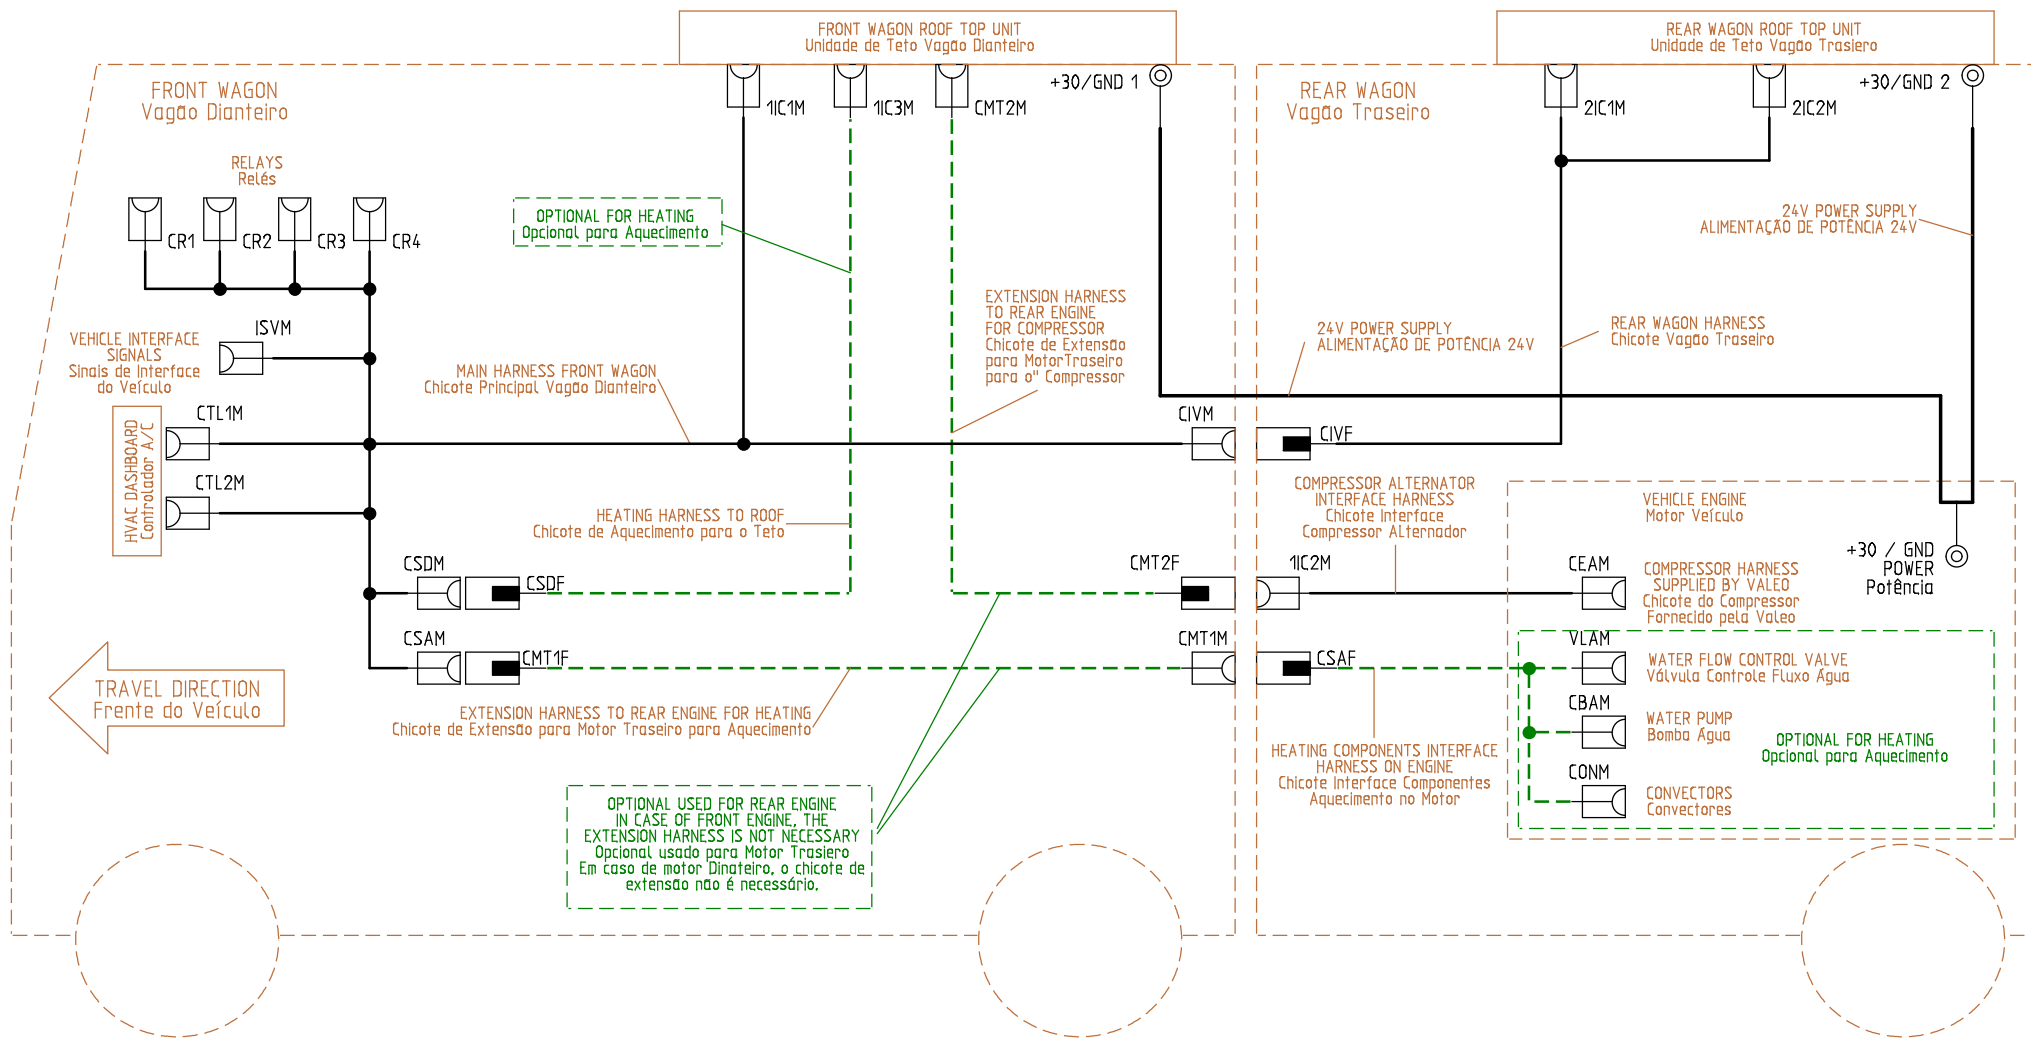 FRONT WAGON ROOF TOP UNIT
Unidade de Teto Vagão Dianteiro
REAR WAGON ROOF TOP UNIT
Unidade de Teto Vagão Trasiero
FRONT WAGON
Vagão Dianteiro
1IC1M
1IC3M
CMT2M
+30/GND 1
REAR WAGON
Vagão Traseiro
2IC1M
2IC2M
+30/GND 2
RELAYS
Relés
CR1
CR2
CR3
CR4
OPTIONAL FOR HEATING
Opcional para Aquecimento
24V POWER SUPPLY
ALIMENTAÇÃO DE POTÊNCIA 24V
EXTENSION HARNESS
TO REAR ENGINE
FOR COMPRESSOR
Chicote de Extensão
para MotorTraseiro
para o" Compressor
ISVM
VEHICLE INTERFACE
SIGNALS
Sinais de Interface
do Veículo
24V POWER SUPPLY
ALIMENTAÇÃO DE POTÊNCIA 24V
REAR WAGON HARNESS
Chicote Vagão Traseiro
MAIN HARNESS FRONT WAGON
Chicote Principal Vagão Dianteiro
HVAC DASHBOARD
Controlador A/C
CTL1M
CTL2M
CIVM
CIVF
COMPRESSOR ALTERNATOR
INTERFACE HARNESS
Chicote Interface
Compressor Alternador
VEHICLE ENGINE
Motor Veículo
HEATING HARNESS TO ROOF
Chicote de Aquecimento para o Teto
+30 / GND
POWER
Potência
CSDM
CSDF
CMT2F
1IC2M
CEAM
COMPRESSOR HARNESS
SUPPLIED BY VALEO
Chicote do Compressor
Fornecido pela Valeo
CSAM
CMT1F
CMT1M
CSAF
VLAM
WATER FLOW CONTROL VALVE
Válvula Controle Fluxo Água
TRAVEL DIRECTION
Frente do Veículo
EXTENSION HARNESS TO REAR ENGINE FOR HEATING
Chicote de Extensão para Motor Traseiro para Aquecimento
CBAM
WATER PUMP
Bomba Água
OPTIONAL FOR HEATING
Opcional para Aquecimento
HEATING COMPONENTS INTERFACE
HARNESS ON ENGINE
Chicote Interface Componentes
Aquecimento no Motor
CONM
CONVECTORS
Convectores
OPTIONAL USED FOR REAR ENGINE
IN CASE OF FRONT ENGINE, THE
EXTENSION HARNESS IS NOT NECESSARY
Opcional usado para Motor Trasiero
Em caso de motor Dinateiro, o chicote de
extensão não é necessário.